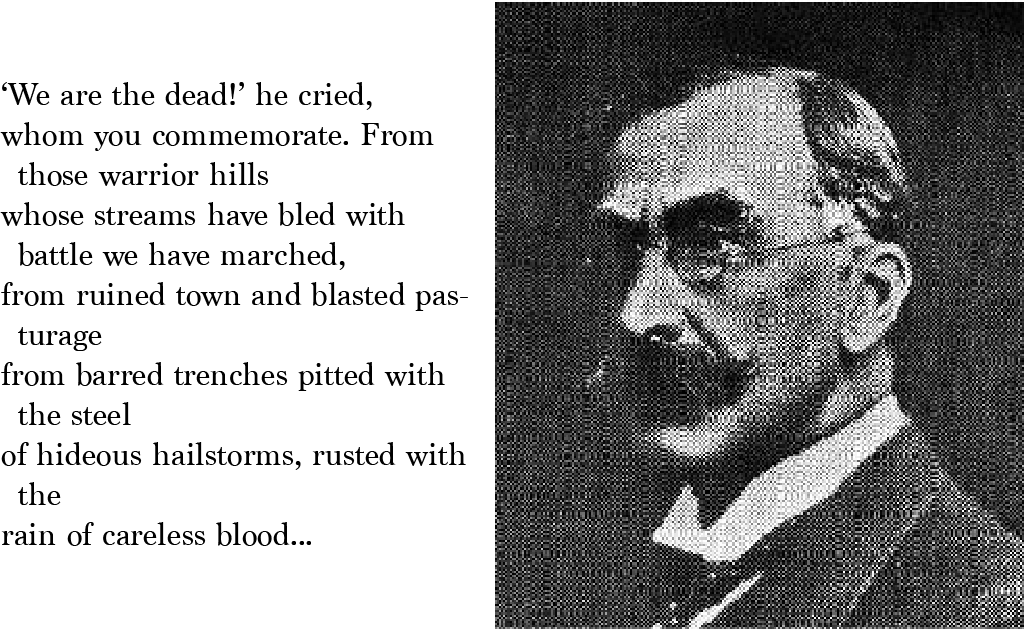 ‘We are the dead!’ he cried,
whom you commemorate. From
those warrior hills
whose streams have bled with
battle we have marched,
from ruined town and blasted pas-
turage
from barred trenches pitted with
the steel
of hideous hailstorms, rusted with
the
rain of careless blood...